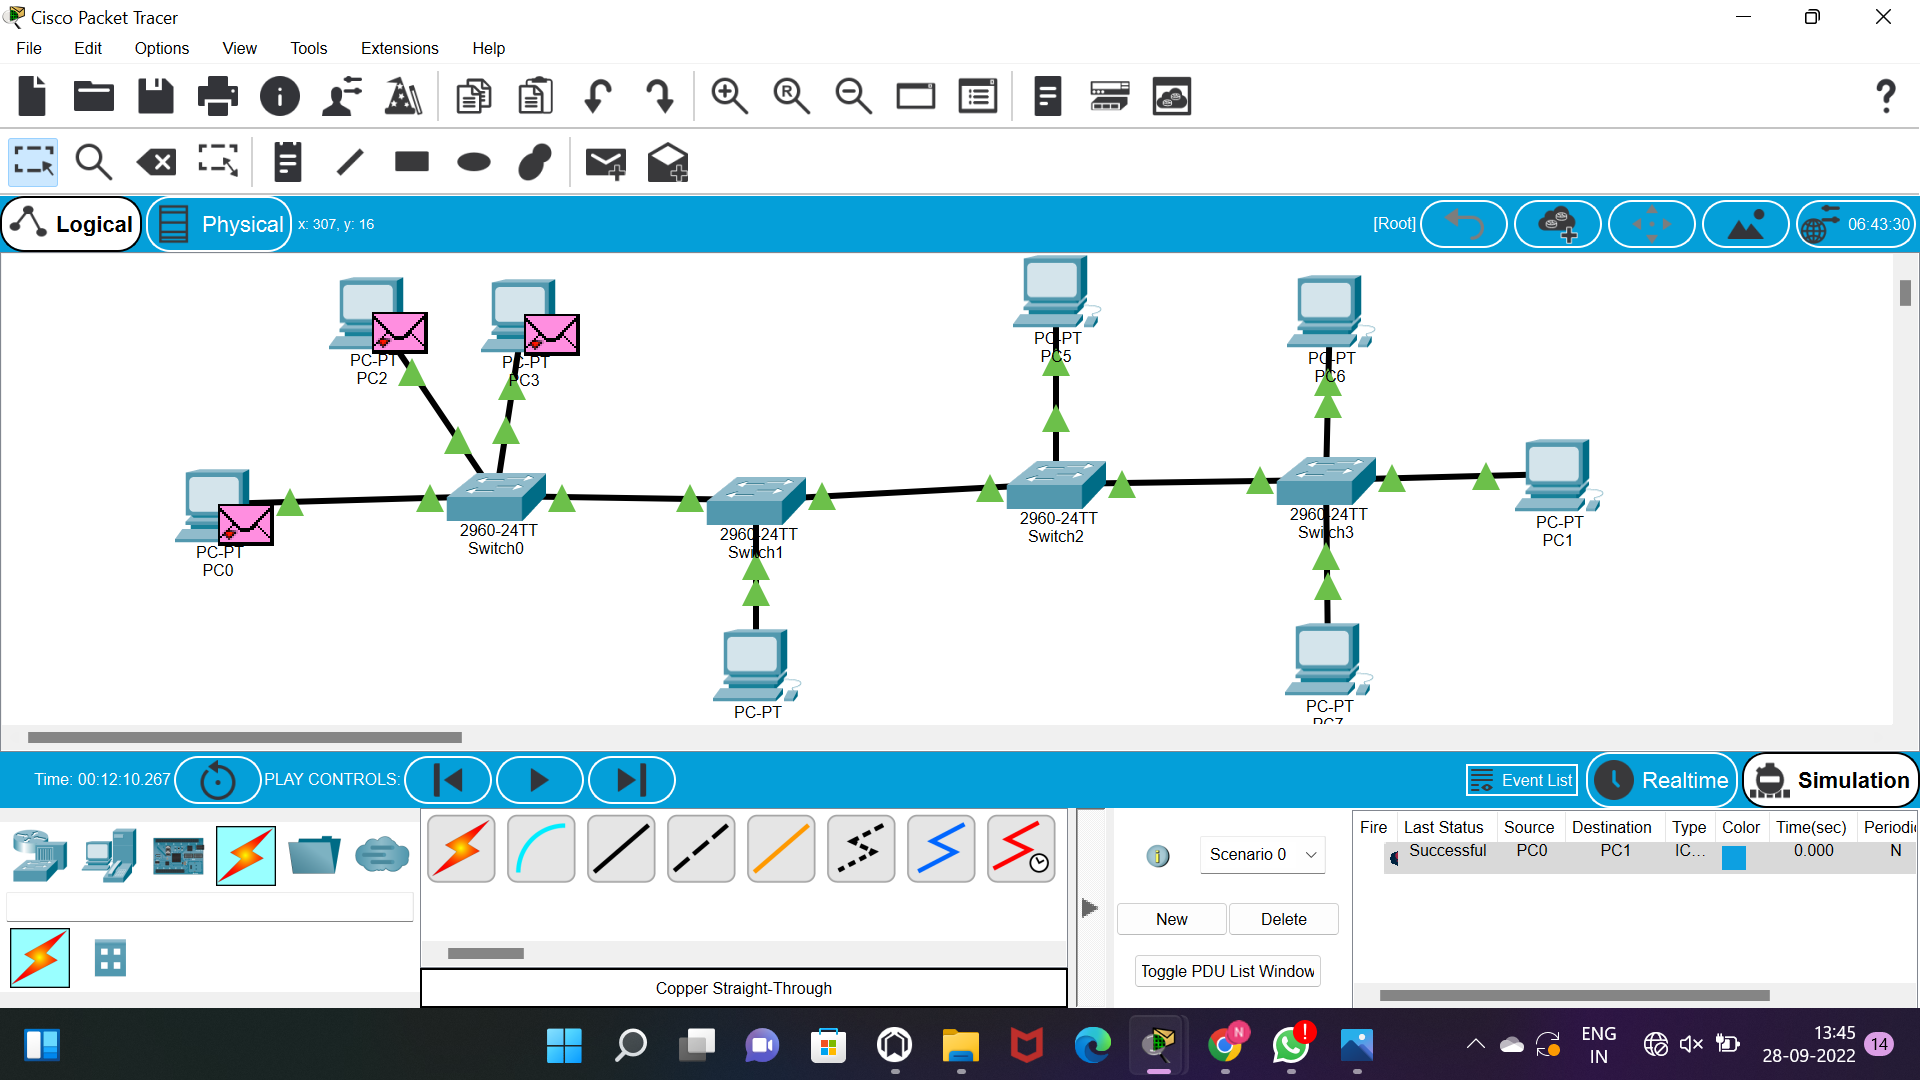 Cisco Packet Tracer
File Edit Options View Tools Extensions Help
Logical Physical x: 307, y: 16 [Root] 06:43:30
PC-PT
PC2
PC-PT
PC3
PC-PT
PC5
PC-PT
PC6
PC-PT
PC0
2960-24TT
Switch0
2960-24TT
Switch1
2960-24TT
Switch2
2960-24TT
Switch3
PC-PT
PC1
PC-PT
PC-PT
PC7
Time: 00:12:10.267 PLAY CONTROLS: Event List Realtime Simulation
Scenario 0
New Delete
Toggle PDU List Window
Fire Last Status Source Destination Type Color Time(sec) Periodi
Successful PC0 PC1 IC... 0.000 N
Copper Straight-Through
N
!
ENG
IN
13:45
28-09-2022
14